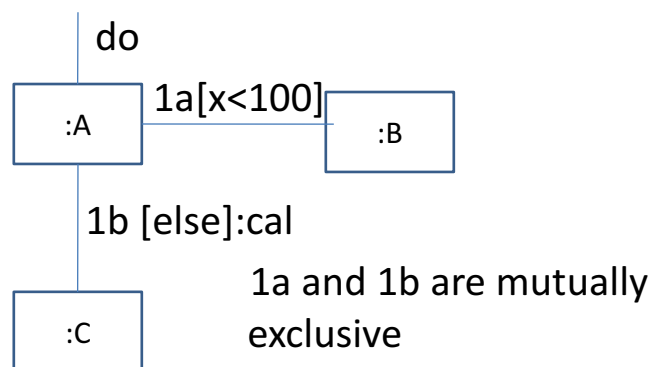 do
1a[x<100]
:A
:B
1b [else]:cal
1a and 1b are mutually
exclusive
:C